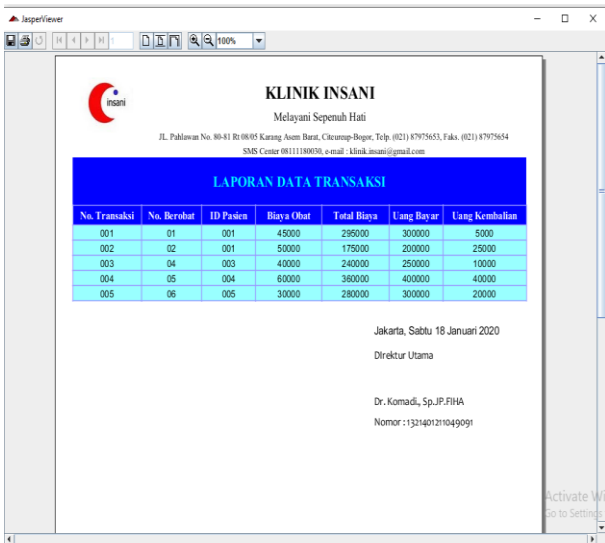 JasperViewer
1
100%
insani
KLINIK INSANI
Melayani Sepenuh Hati
JL. Pahlawan No. 80-81 Rt 08/05 Karang Asem Barat, Citeureup-Bogor, Telp. (021) 87975653, Faks. (021) 87975654
SMS Center 08111180030, e-mail : klinik.insani@gmail.com
LAPORAN DATA TRANSAKSI
No. Transaksi No. Berobat ID Pasien Biaya Obat Total Biaya Uang Bayar Uang Kembalian
001 01 001 45000 295000 300000 5000
002 02 001 50000 175000 200000 25000
003 04 003 40000 240000 250000 10000
004 05 004 60000 360000 400000 40000
005 06 005 30000 280000 300000 20000
Jakarta, Sabtu 18 Januari 2020
DIrektur Utama
Dr. Komadi., Sp.JP.FIHA
Nomor : 1321401211049091
Activate Wi
Go to Settings